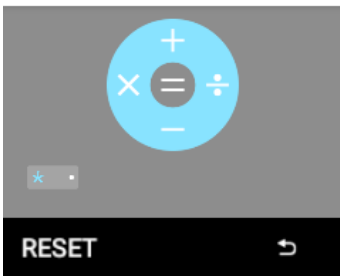 +
× = ÷
−
* •
RESET